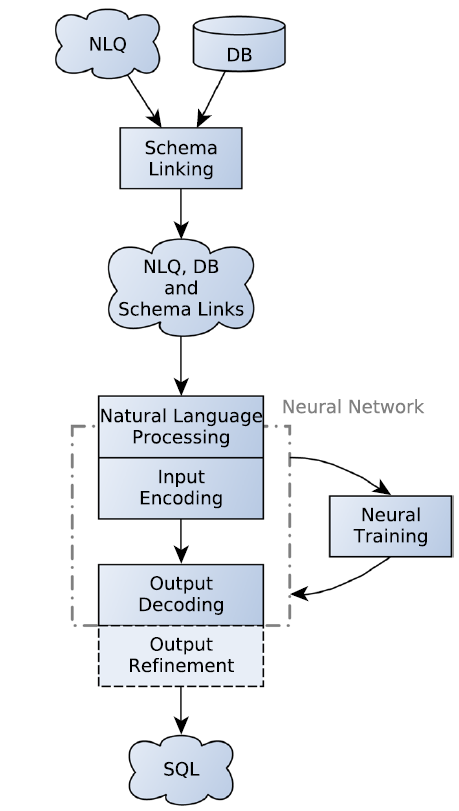 NLQ
DB
Schema
Linking
NLQ, DB
and
Schema Links
Neural Network
Natural Language
Processing
Input
Encoding
Neural
Training
Output
Decoding
Output
Refinement
SQL